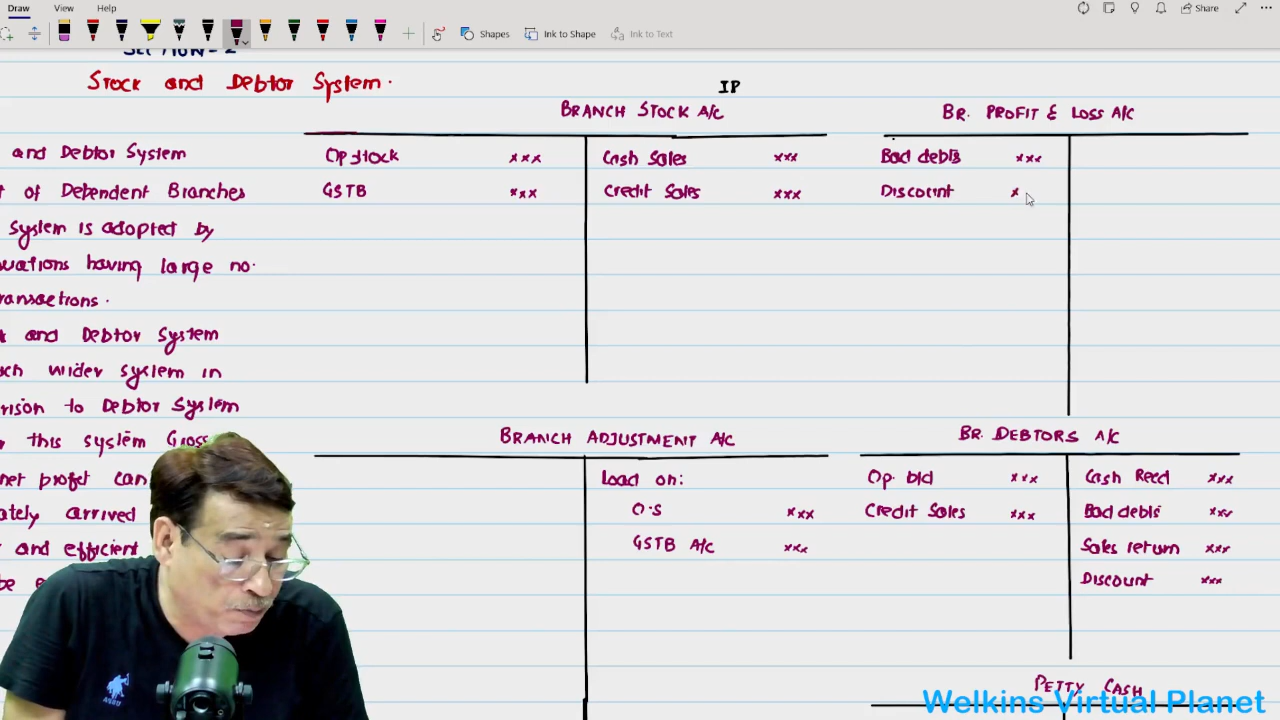 Draw View Help Share
Shapes Ink to Shape Ink to Text
Section-2
Stock and Debtor System.
IP
BRANCH STOCK A/C
Op stock xxx Cash Sales xxx
GSTB xxx Credit Sales xxx
BR. PROFIT & LOSS A/C
Bad debts xxx
Discount x
and Debtor System
of Dependent Branches
System is adopted by
having large no.
and Debtor System
wider system in
to Debtor System
this system Gross
net profit can
arrived
and efficient
BRANCH ADJUSTMENT A/C
Load on:
O.S xxx
GSTB A/C xxx
BR. DEBTORS A/C
Op. bld xxx Cash Recd xxx
Credit Sales xxx Bad debts xxx
Sales return xxx
Discount xxx
PETTY CASH
Welkins Virtual Planet